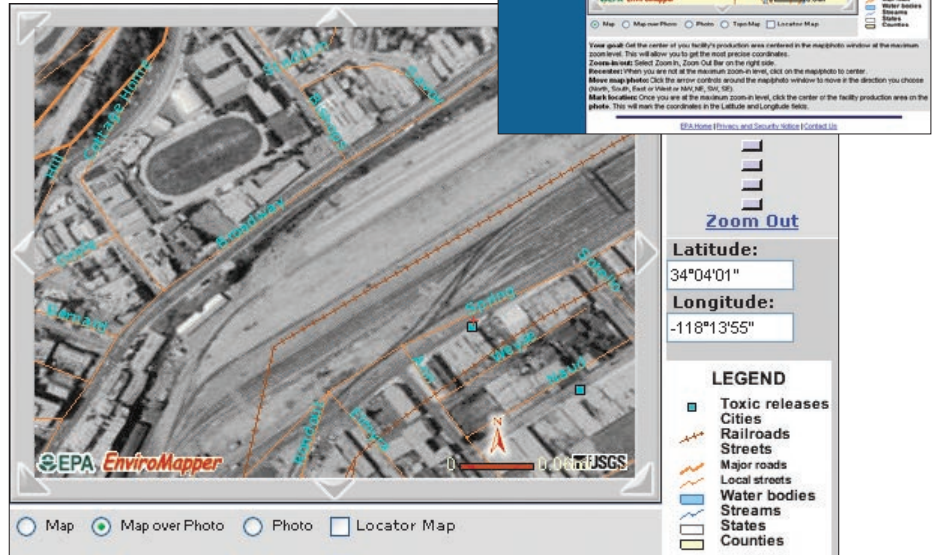 EPA EnviroMapper
Water bodies
Streams
States
Counties
Map Map over Photo Photo Topo Map Locator Map
Your goal: Get the center of you facility's production area centered in the map/photo window at the maximum
zoom level. This will allow you to get the most precise coordinates.
Zoom-in/out: Select Zoom In, Zoom Out Bar on the right side.
Recenter: When you are not at the maximum zoom-in level, click on the map/photo to center.
Move map/photo: Click the arrow controls around the map/photo window to move in the direction you choose
(North, South, East or West or NW, NE, SW, SE).
Mark location: Once you are at the maximum zoom-in level, click the center of the facility production area on the
photo. This will mark the coordinates in the Latitude and Longitude fields.
EPA Home | Privacy and Security Notice | Contact Us
Stadium
Cottage Home
Hill
Broadway
Bernard
Spring
Sotello
Weyse
Naud
N
EPA EnviroMapper
0
USGS
Map Map over Photo Photo Locator Map
Zoom Out
Latitude:
34°04'01"
Longitude:
-118°13'55"
LEGEND
Toxic releases
Cities
Railroads
Streets
Major roads
Local streets
Water bodies
Streams
States
Counties